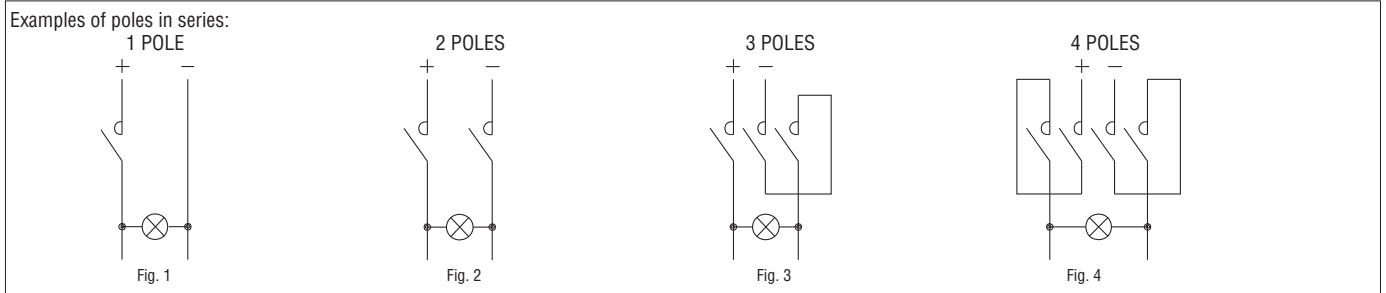 Examples of poles in series:
1 POLE 2 POLES 3 POLES 4 POLES
+ − + − + − + −
Fig. 1 Fig. 2 Fig. 3 Fig. 4